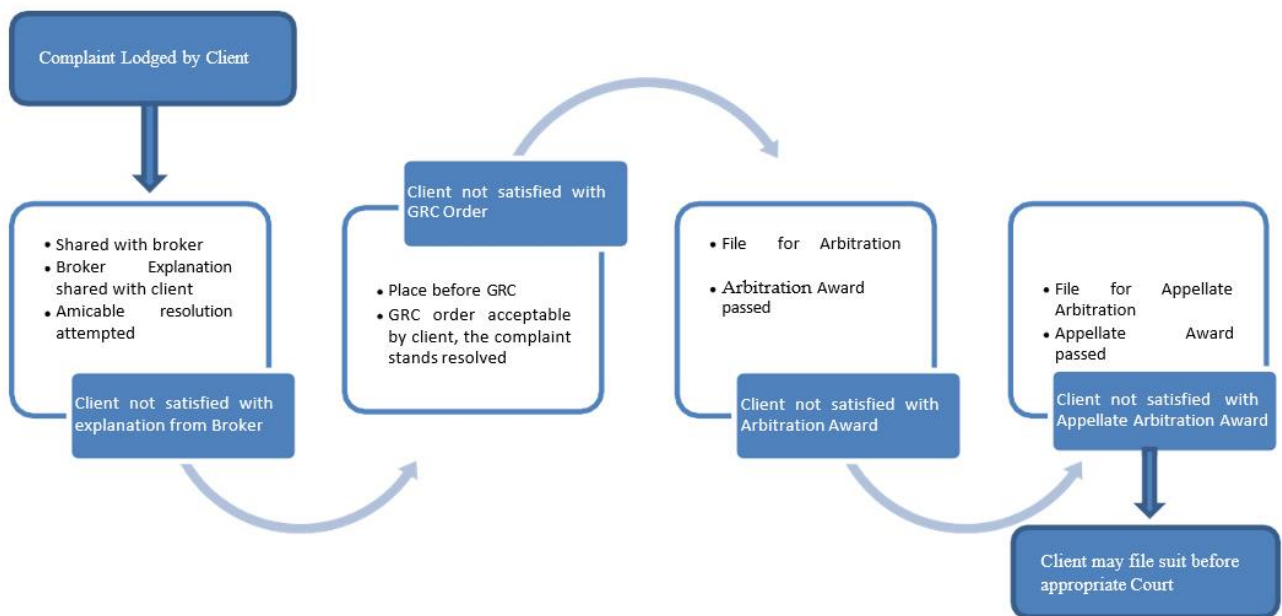 Complaint Lodged by Client
• Shared with broker
• Broker Explanation
shared with client
• Amicable resolution
attempted
Client not satisfied with
explanation from Broker
Client not satisfied with
GRC Order
• Place before GRC
• GRC order acceptable
by client, the complaint
stands resolved
• File for Arbitration
• Arbitration Award
passed
Client not satisfied with
Arbitration Award
• File for Appellate
Arbitration
• Appellate Award
passed
Client not satisfied with
Appellate Arbitration Award
Client may file suit before
appropriate Court